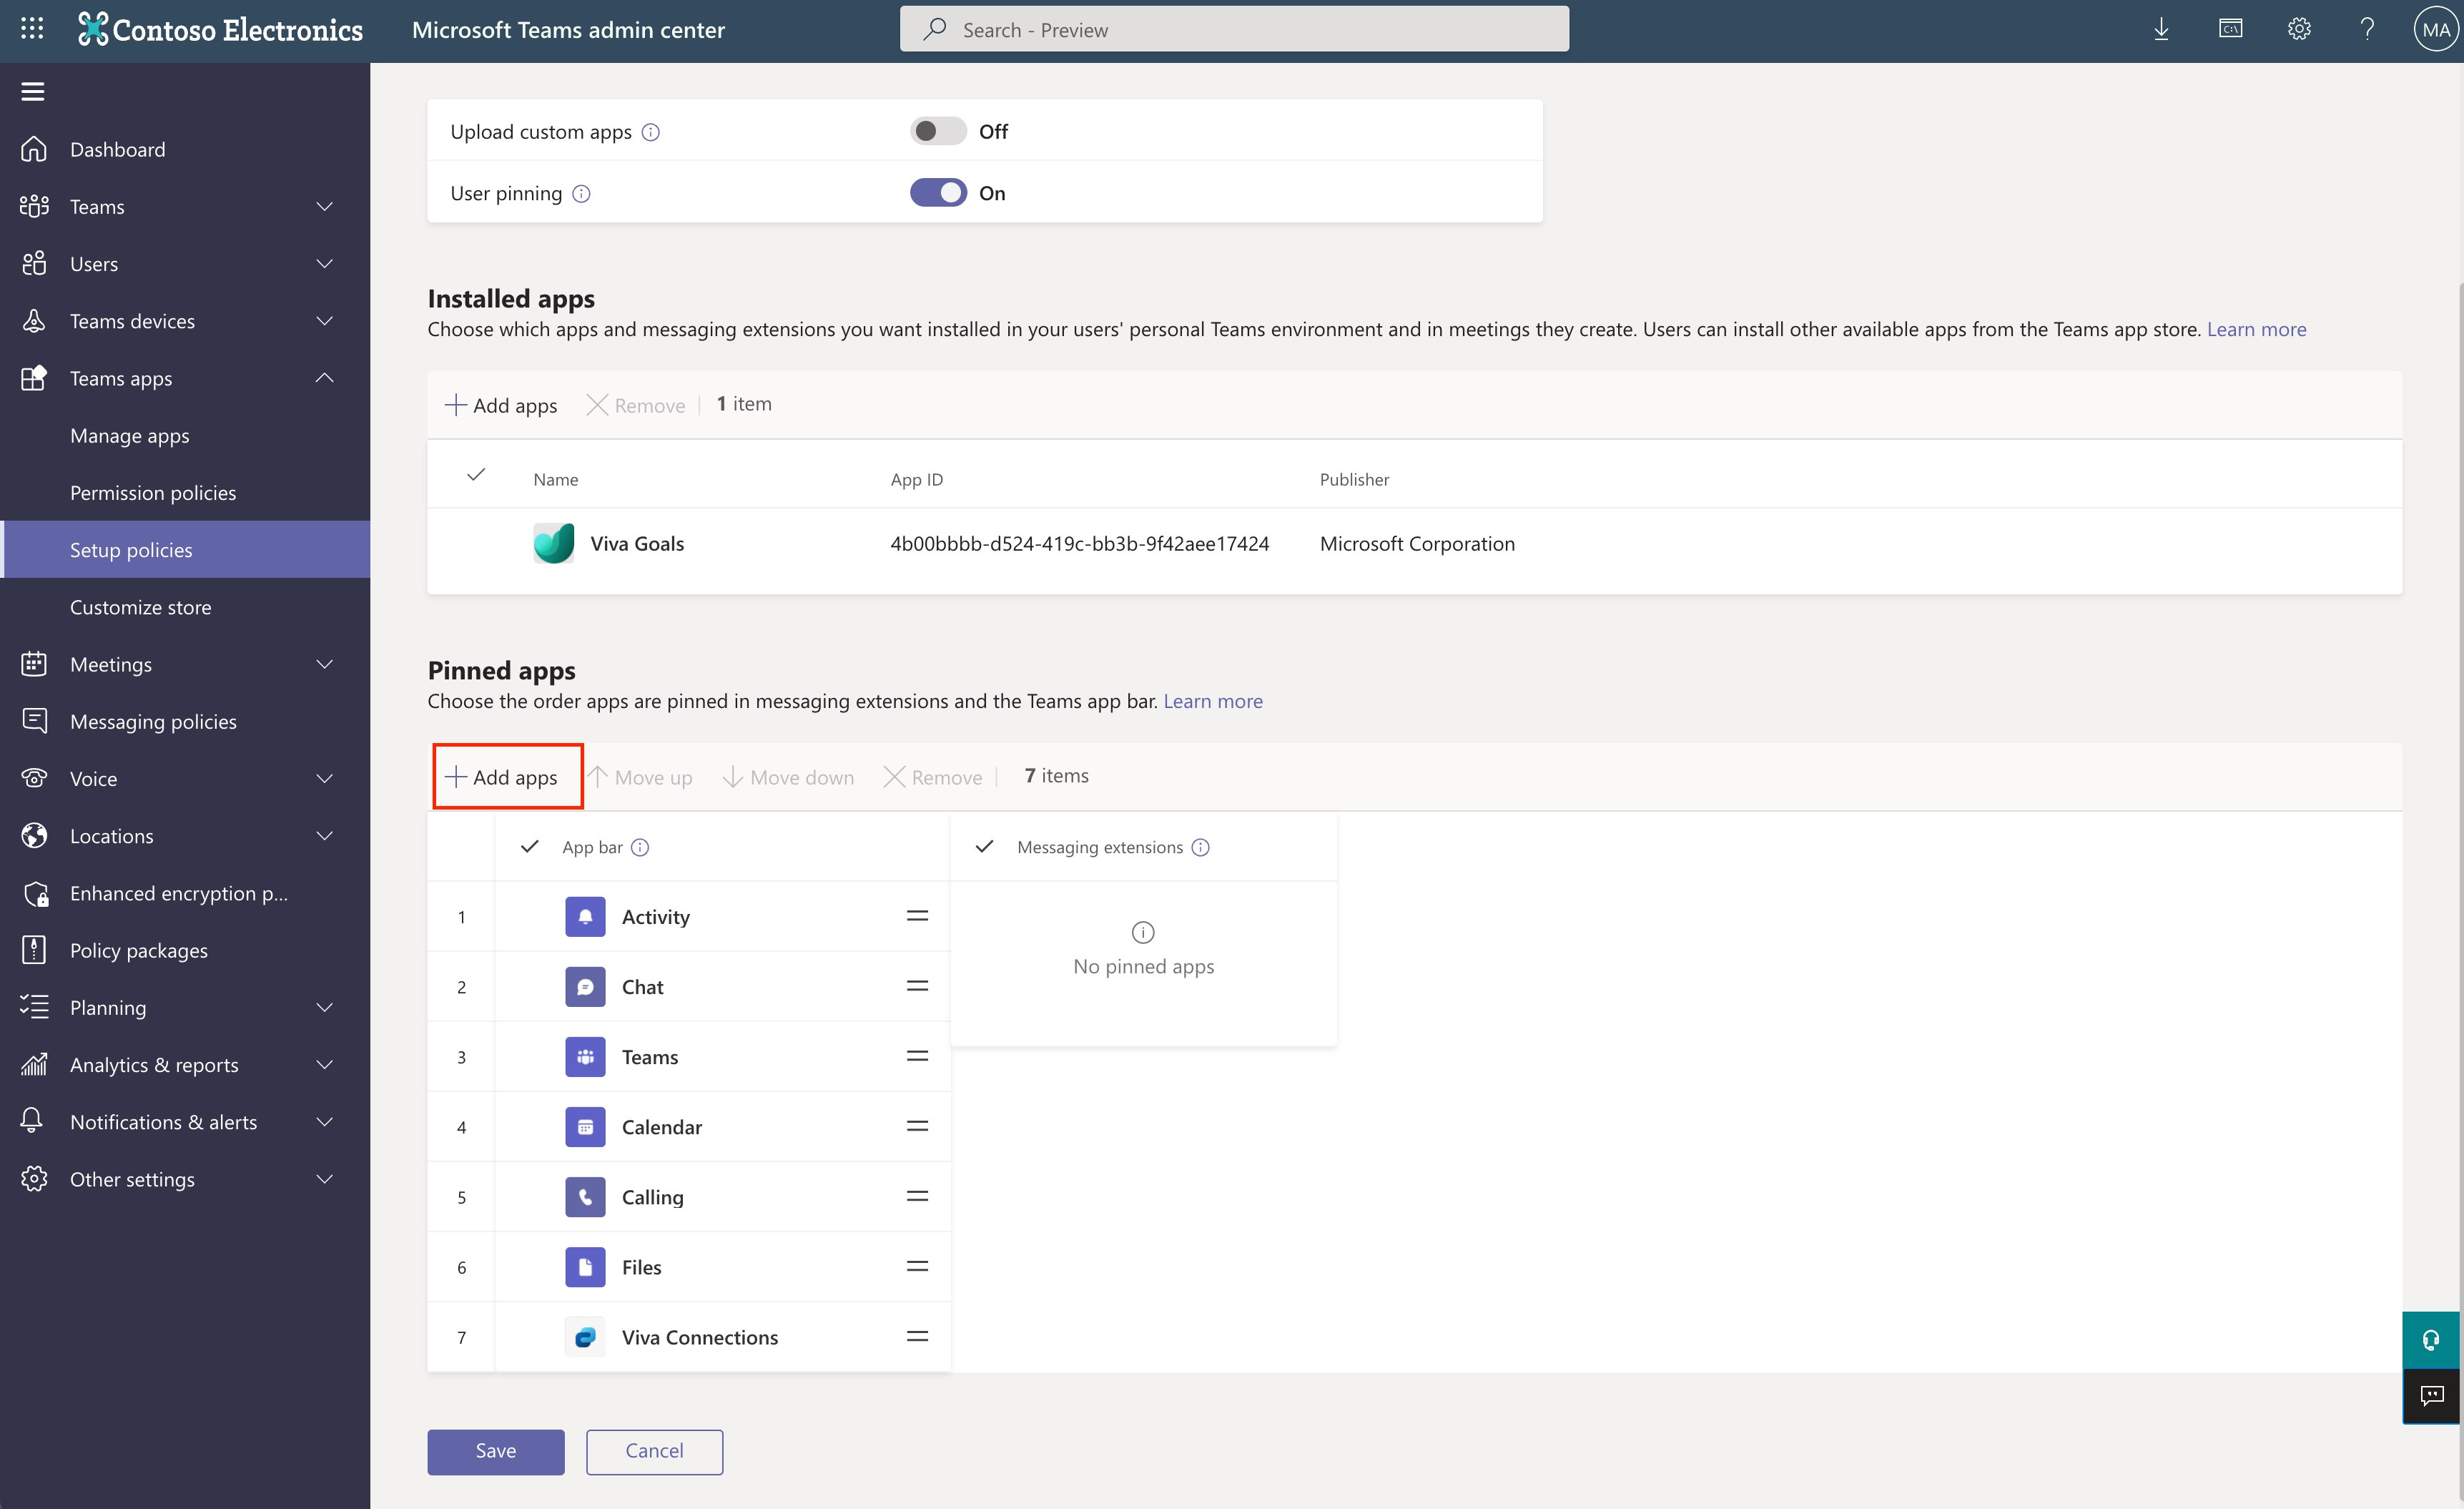 Contoso Electronics
Microsoft Teams admin center
Search - Preview
C:\
?
MA
Dashboard
Teams
Users
Teams devices
Teams apps
Manage apps
Permission policies
Setup policies
Customize store
Meetings
Messaging policies
Voice
Locations
Enhanced encryption p...
Policy packages
Planning
Analytics & reports
Notifications & alerts
Other settings
Upload custom apps
Off
User pinning
On
Installed apps
Choose which apps and messaging extensions you want installed in your users' personal Teams environment and in meetings they create. Users can install other available apps from the Teams app store. Learn more
Add apps Remove 1 item
Name App ID Publisher
Viva Goals 4b00bbbb-d524-419c-bb3b-9f42aee17424 Microsoft Corporation
Pinned apps
Choose the order apps are pinned in messaging extensions and the Teams app bar. Learn more
Add apps Move up Move down Remove 7 items
App bar Messaging extensions
1 Activity
2 Chat
3 Teams
4 Calendar
5 Calling
6 Files
7 Viva Connections
No pinned apps
Save Cancel